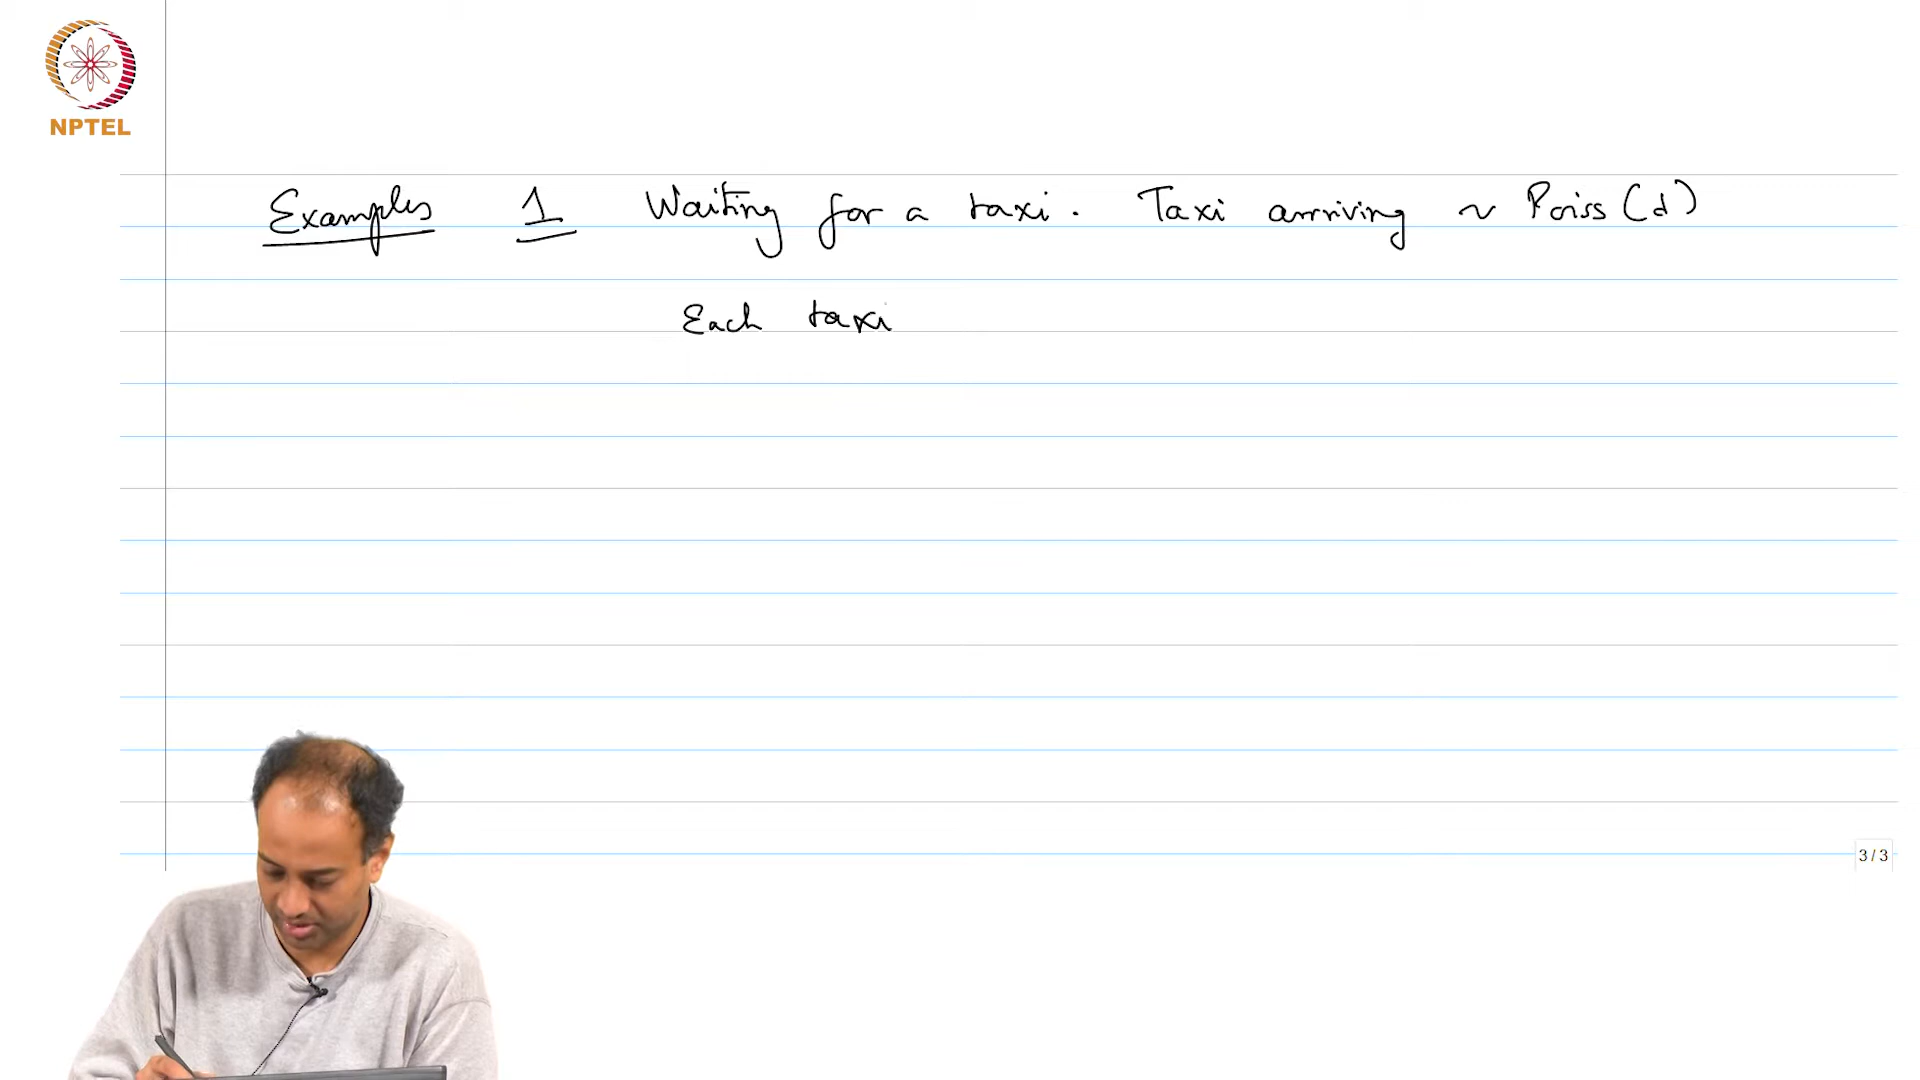 NPTEL
Examples 1 Waiting for a taxi. Taxi arriving ~ Poiss (d)
Each taxi
3 / 3